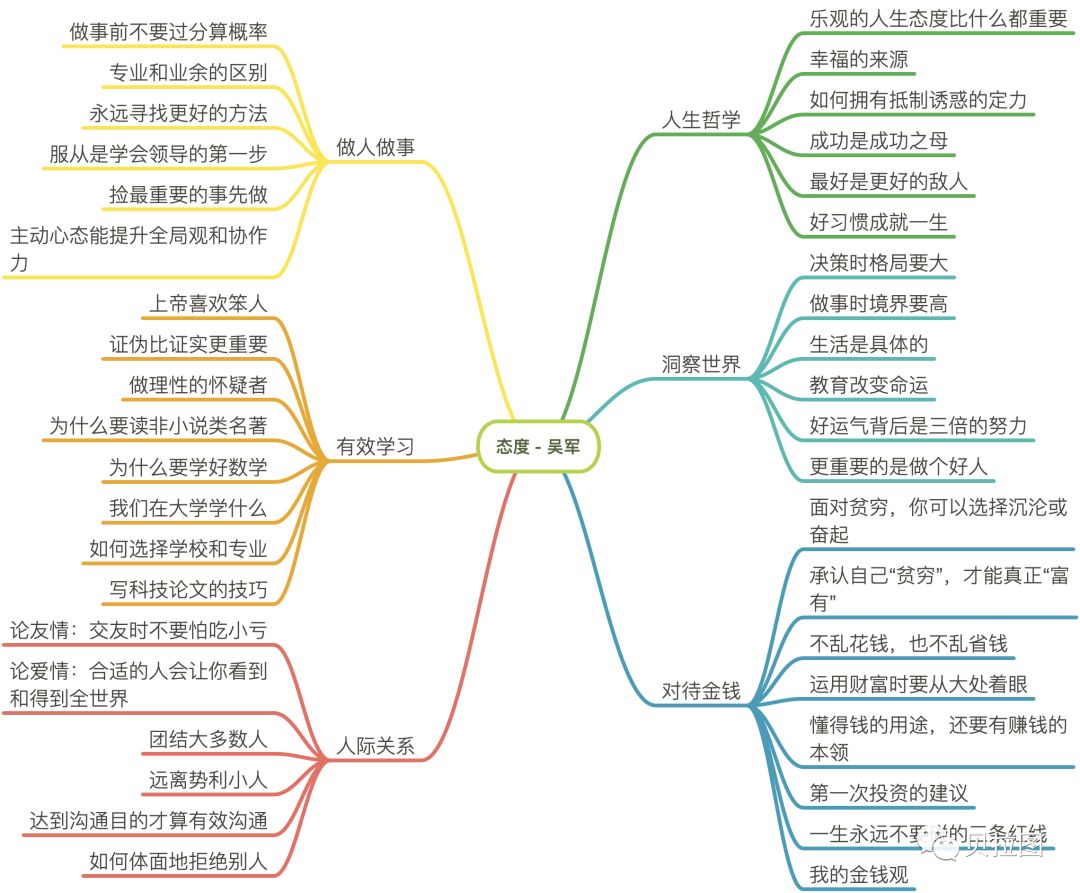 态度 - 吴军
人生哲学
乐观的人生态度比什么都重要
幸福的来源
如何拥有抵制诱惑的定力
成功是成功之母
最好是更好的敌人
好习惯成就一生
洞察世界
决策时格局要大
做事时境界要高
生活是具体的
教育改变命运
好运气背后是三倍的努力
更重要的是做个好人
对待金钱
面对贫穷，你可以选择沉沦或
奋起
承认自己“贫穷”，才能真正“富
有”
不乱花钱，也不乱省钱
运用财富时要从大处着眼
懂得钱的用途，还要有赚钱的
本领
第一次投资的建议
一生永远不要 的三条红线
我的金钱观
做人做事
做事前不要过分算概率
专业和业余的区别
永远寻找更好的方法
服从是学会领导的第一步
捡最重要的事先做
主动心态能提升全局观和协作
力
有效学习
上帝喜欢笨人
证伪比证实更重要
做理性的怀疑者
为什么要读非小说类名著
为什么要学好数学
我们在大学学什么
如何选择学校和专业
写科技论文的技巧
人际关系
论友情：交友时不要怕吃小亏
论爱情：合适的人会让你看到
和得到全世界
团结大多数人
远离势利小人
达到沟通目的才算有效沟通
如何体面地拒绝别人
贝拉图